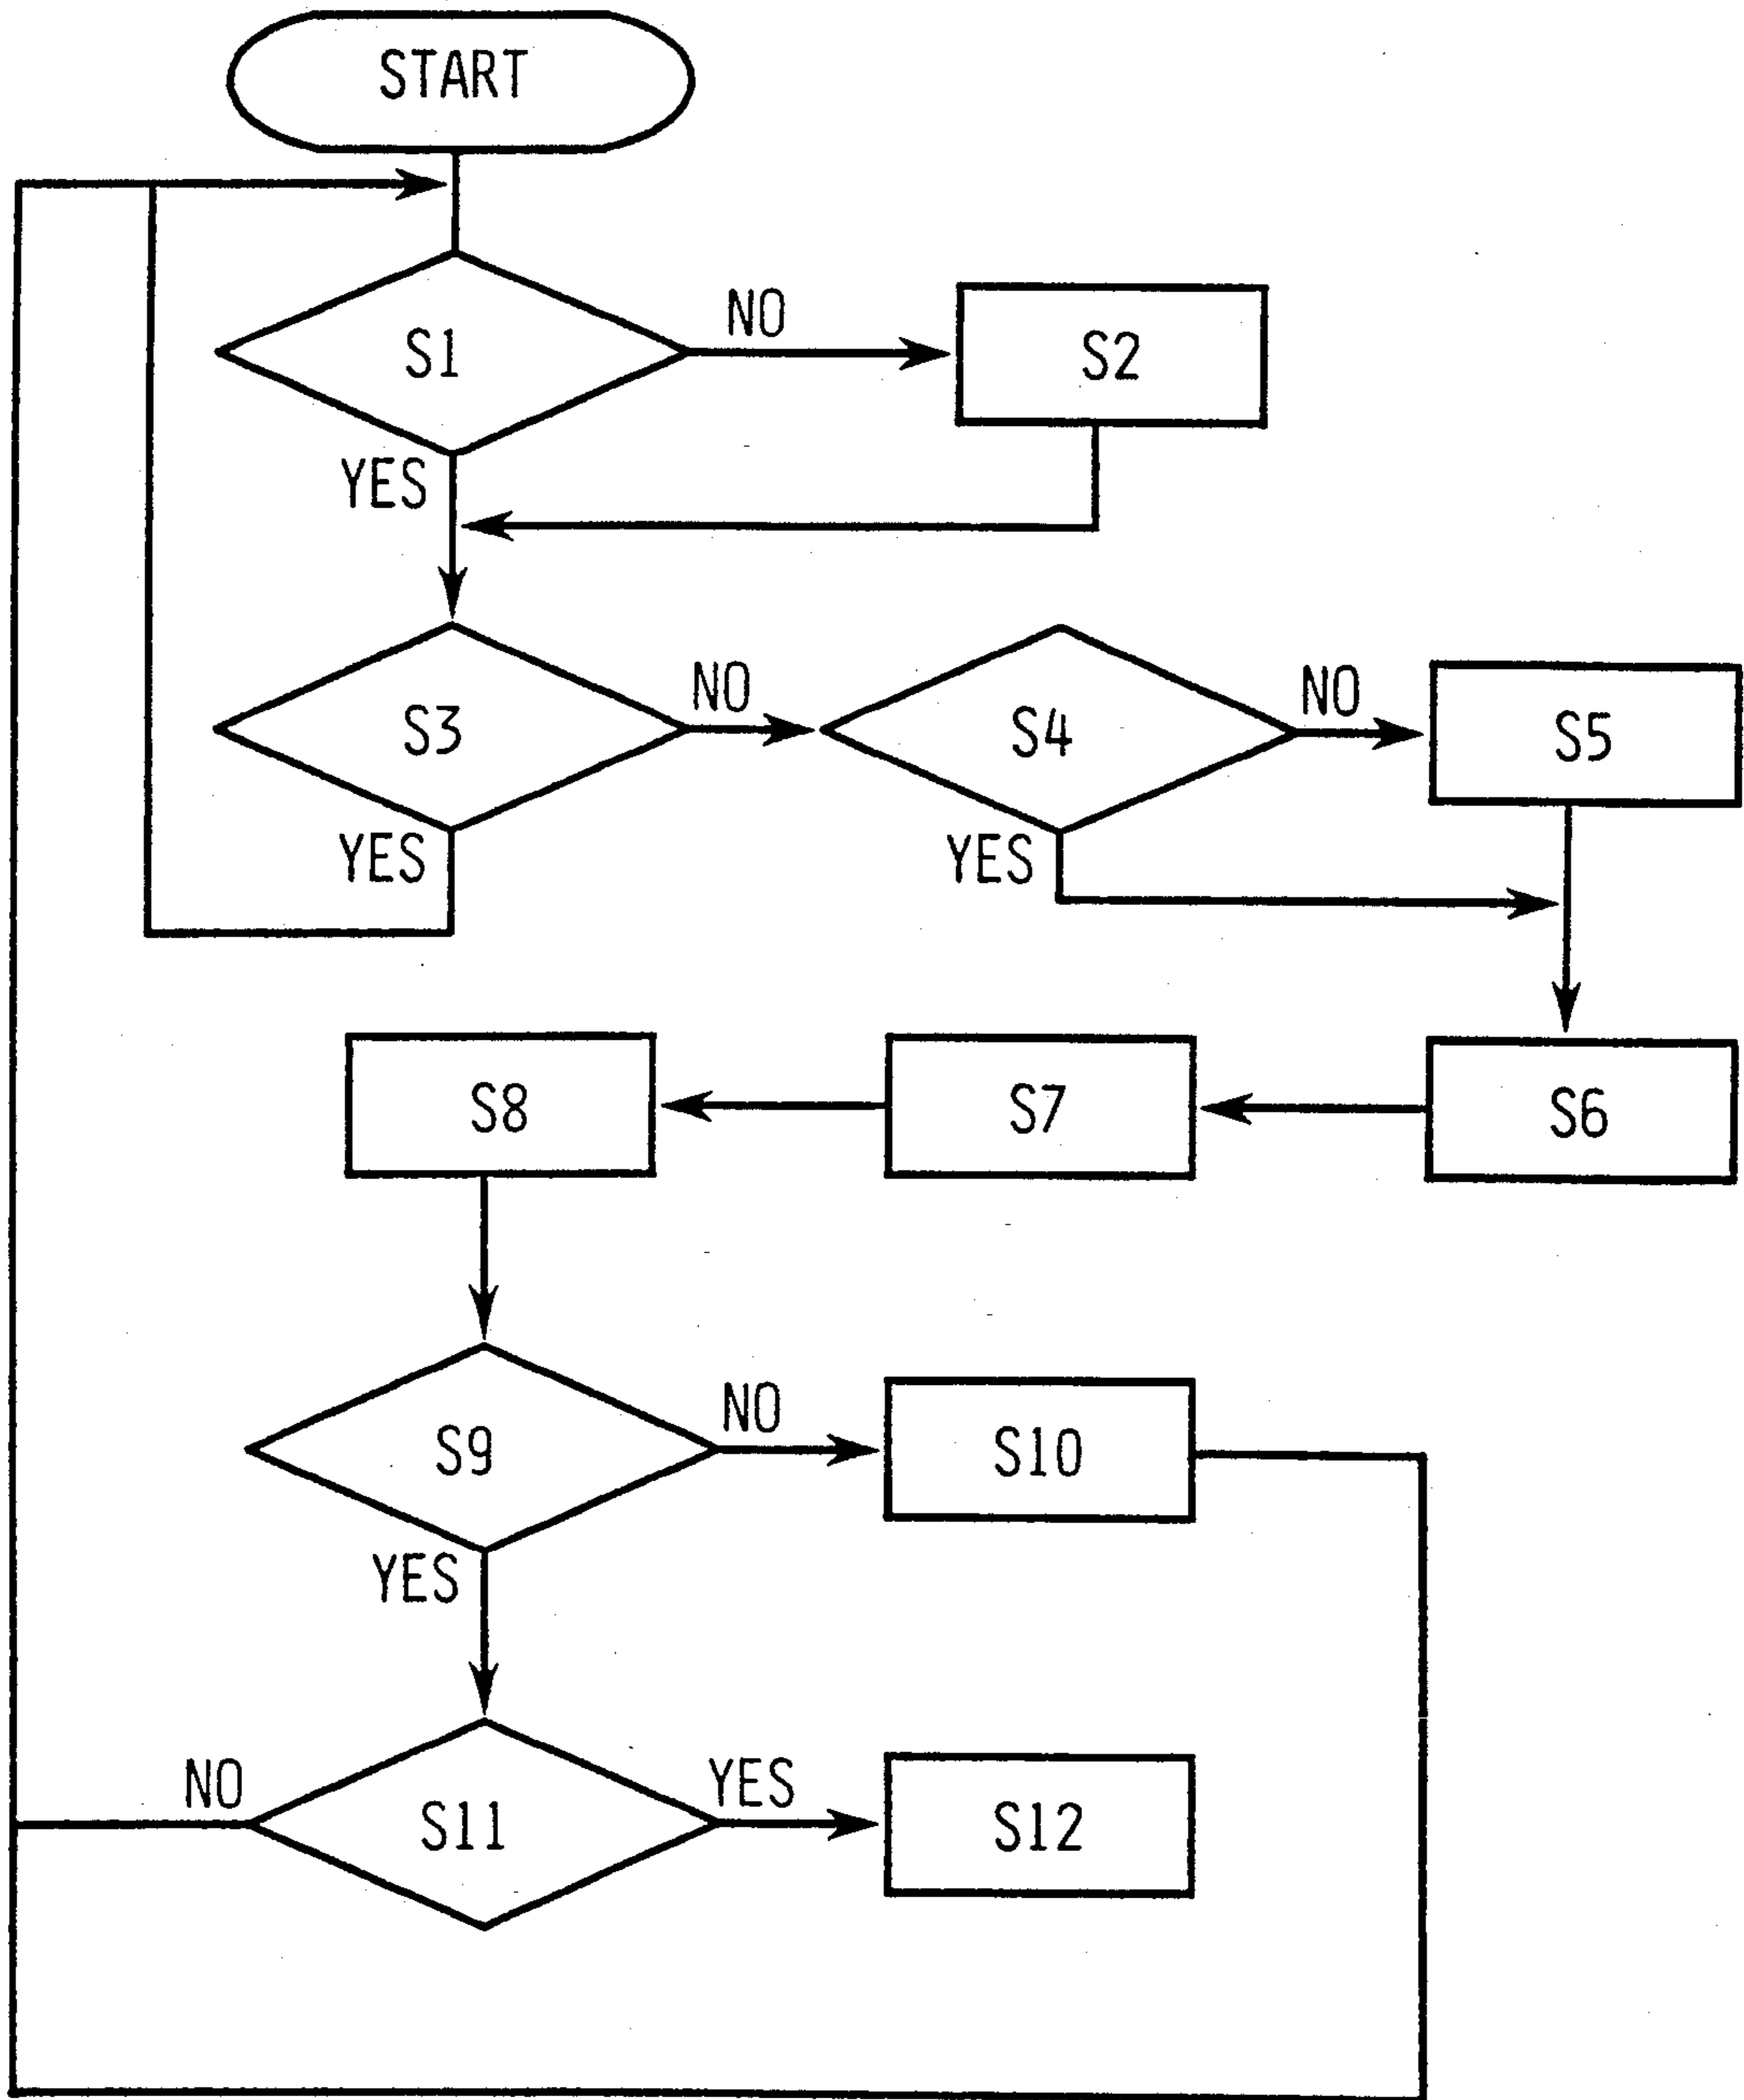 START
S1
NO
S2
YES
S3
NO
S4
NO
S5
YES
YES
S8
S7
S6
S9
NO
S10
YES
NO
S11
YES
S12